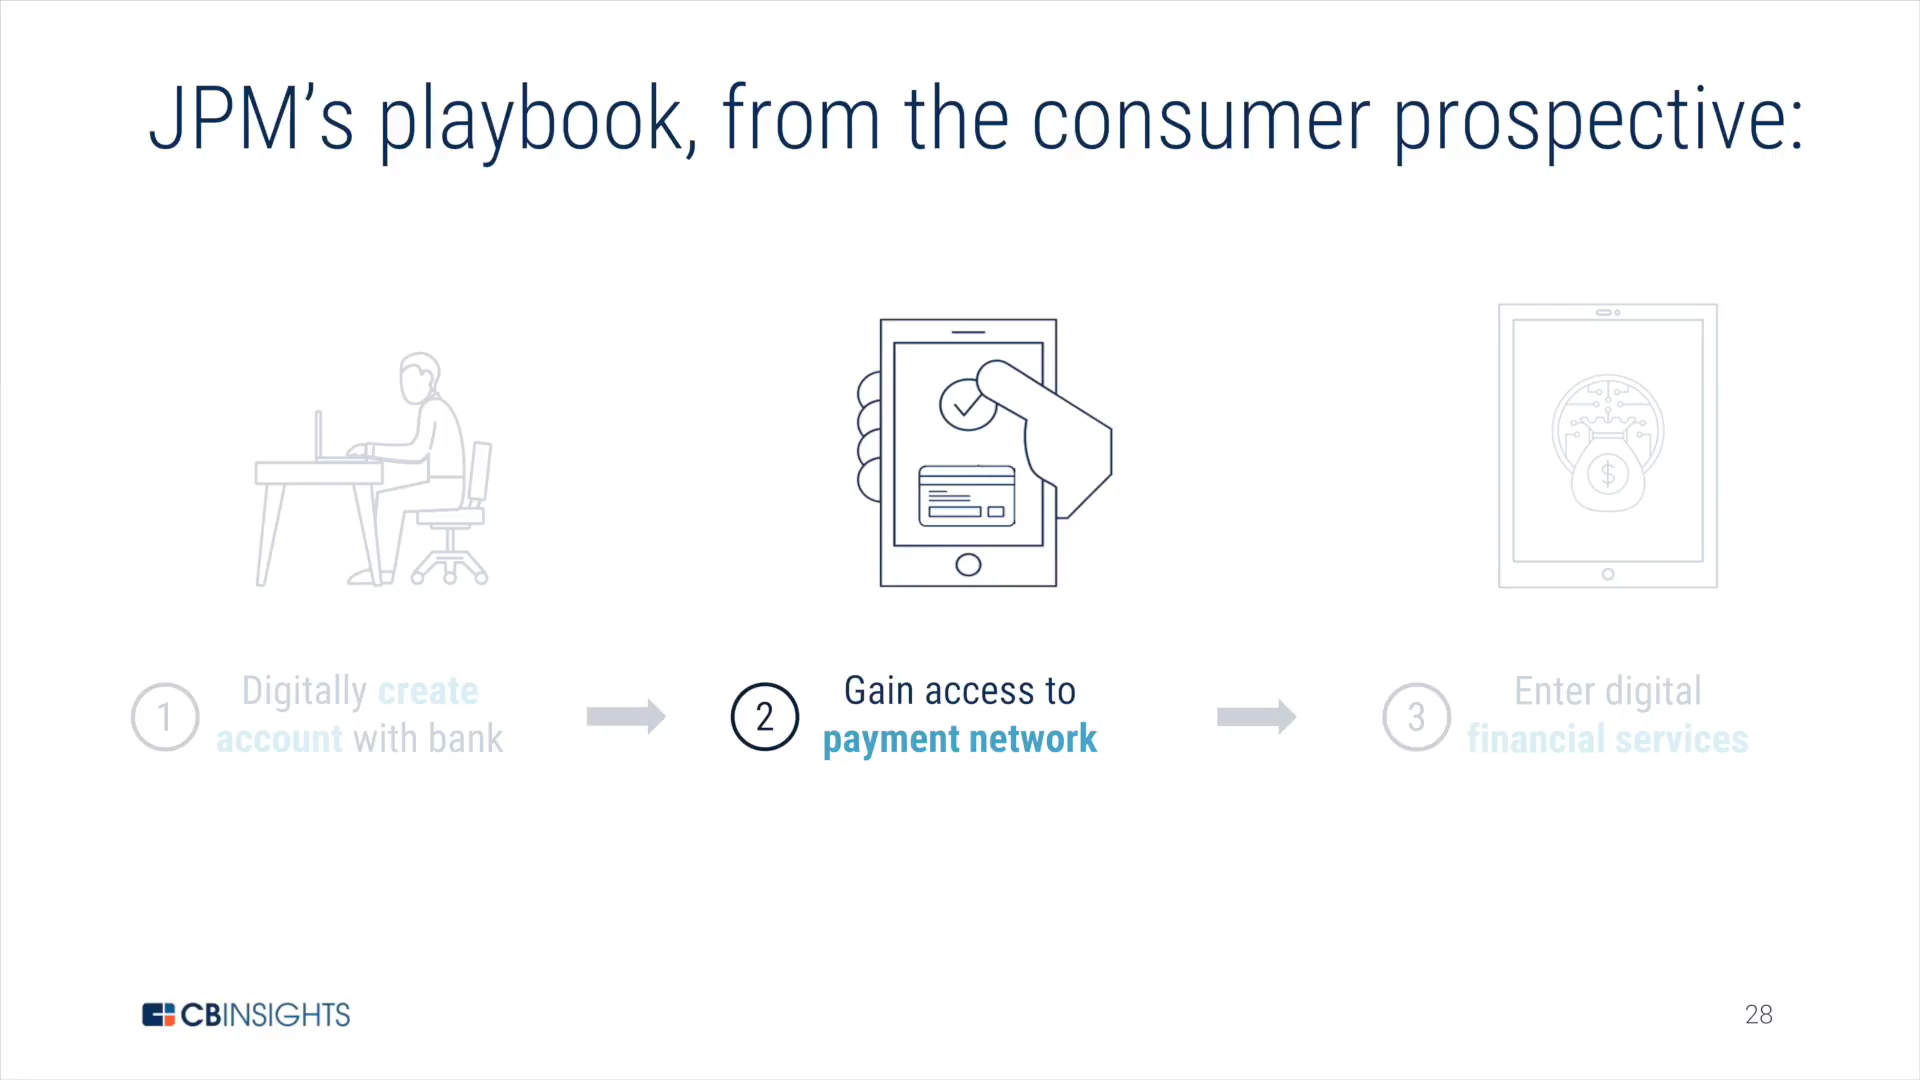 JPM’s playbook, from the consumer prospective:
1
Digitally create
account with bank
2
Gain access to
payment network
3
Enter digital
financial services
$
CBINSIGHTS
28